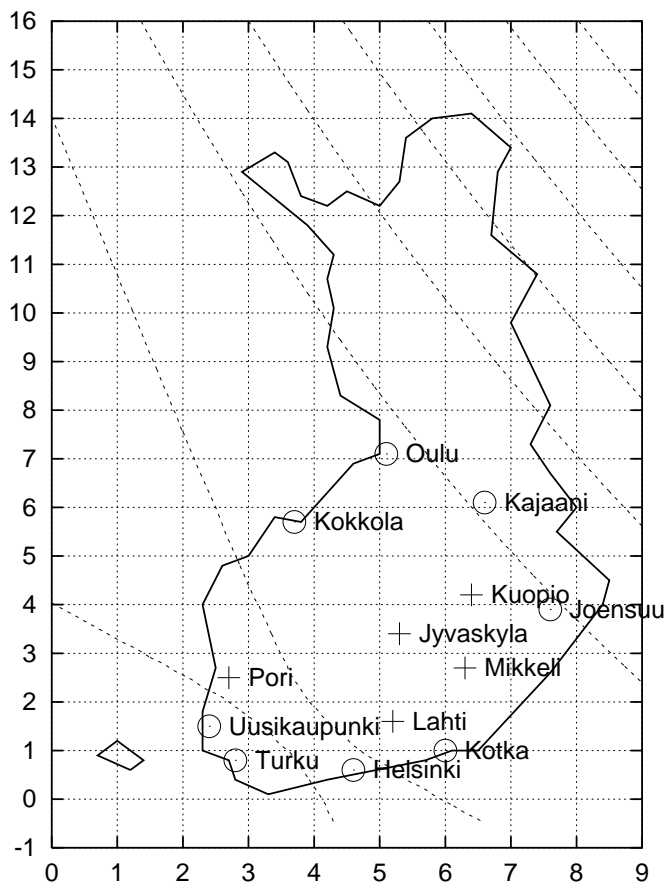 16
15
14
13
12
11
10
9
8
7
6
5
4
3
2
1
0
-1
Oulu
Kajaani
Kokkola
Kuopio
Joensuu
Jyvaskyla
Mikkeli
Pori
Uusikaupunki
Lahti
Kotka
Turku
Helsinki
0 1 2 3 4 5 6 7 8 9